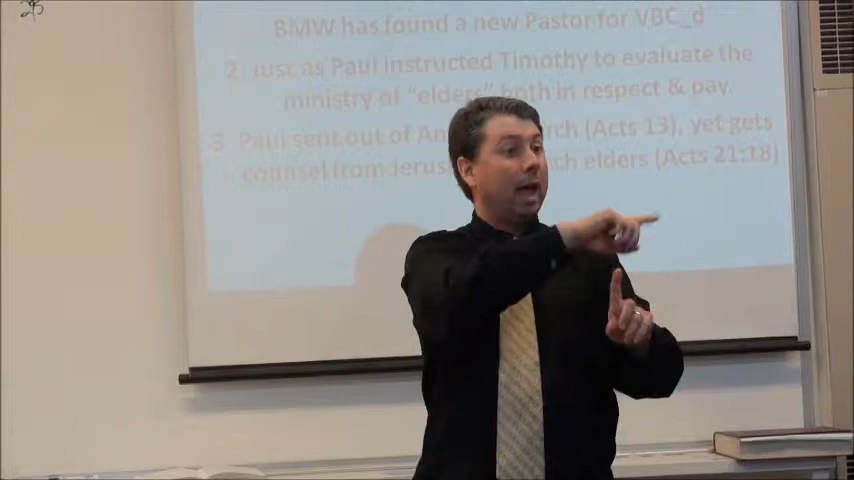 BMW has found a new Pastor for VBC_d
2 Just as Paul instructed Timothy to evaluate the
ministry of "elders" both in respect & pay.
3 Paul sent out of rch (Acts 13), yet gets
counsel from ch elders (Acts 21:18)